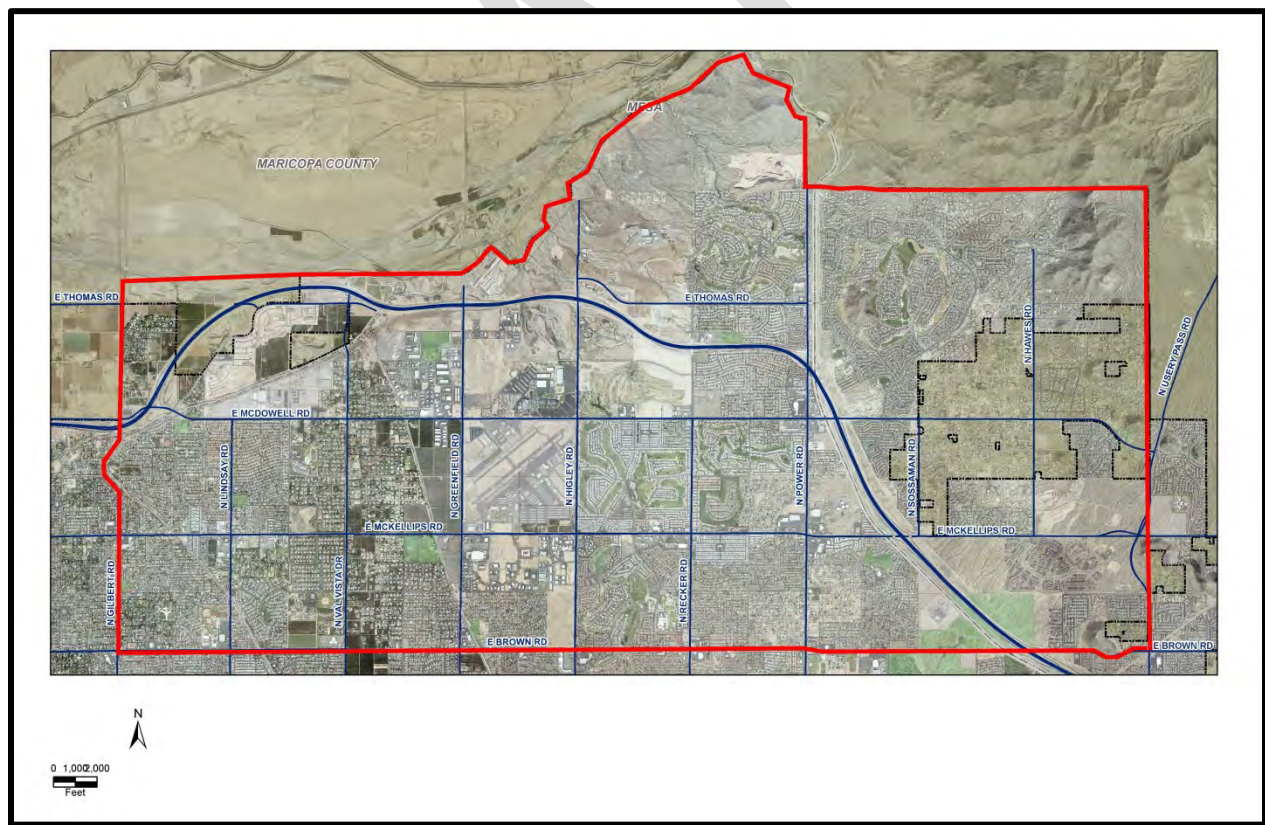 MESA
MARICOPA COUNTY
E THOMAS RD
E THOMAS RD
N HAWES RD
N USERY PASS RD
E MCDOWELL RD
E MCDOWELL RD
N LINDSAY RD
N GREENFIELD RD
N HIGLEY RD
N POWER RD
N SOSSAMAN RD
E MCKELLIPS RD
E MCKELLIPS RD
N GILBERT RD
N VAL VISTA DR
N RECKER RD
E BROWN RD
E BROWN RD
N
0 1,000 2,000
Feet